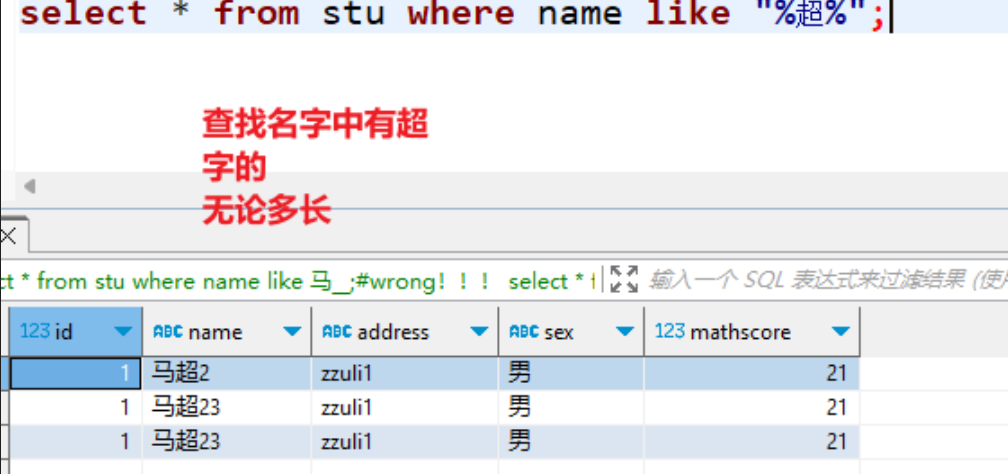 select * from stu where name like "%超%";
查找名字中有超
字的
无论多长
ct * from stu where name like 马__;#wrong！！！ select * f
输入一个 SQL 表达式来过滤结果 (使用
123 id ABC name ABC address ABC sex 123 mathscore
1 马超2 zzuli1 男 21
1 马超23 zzuli1 男 21
1 马超23 zzuli1 男 21